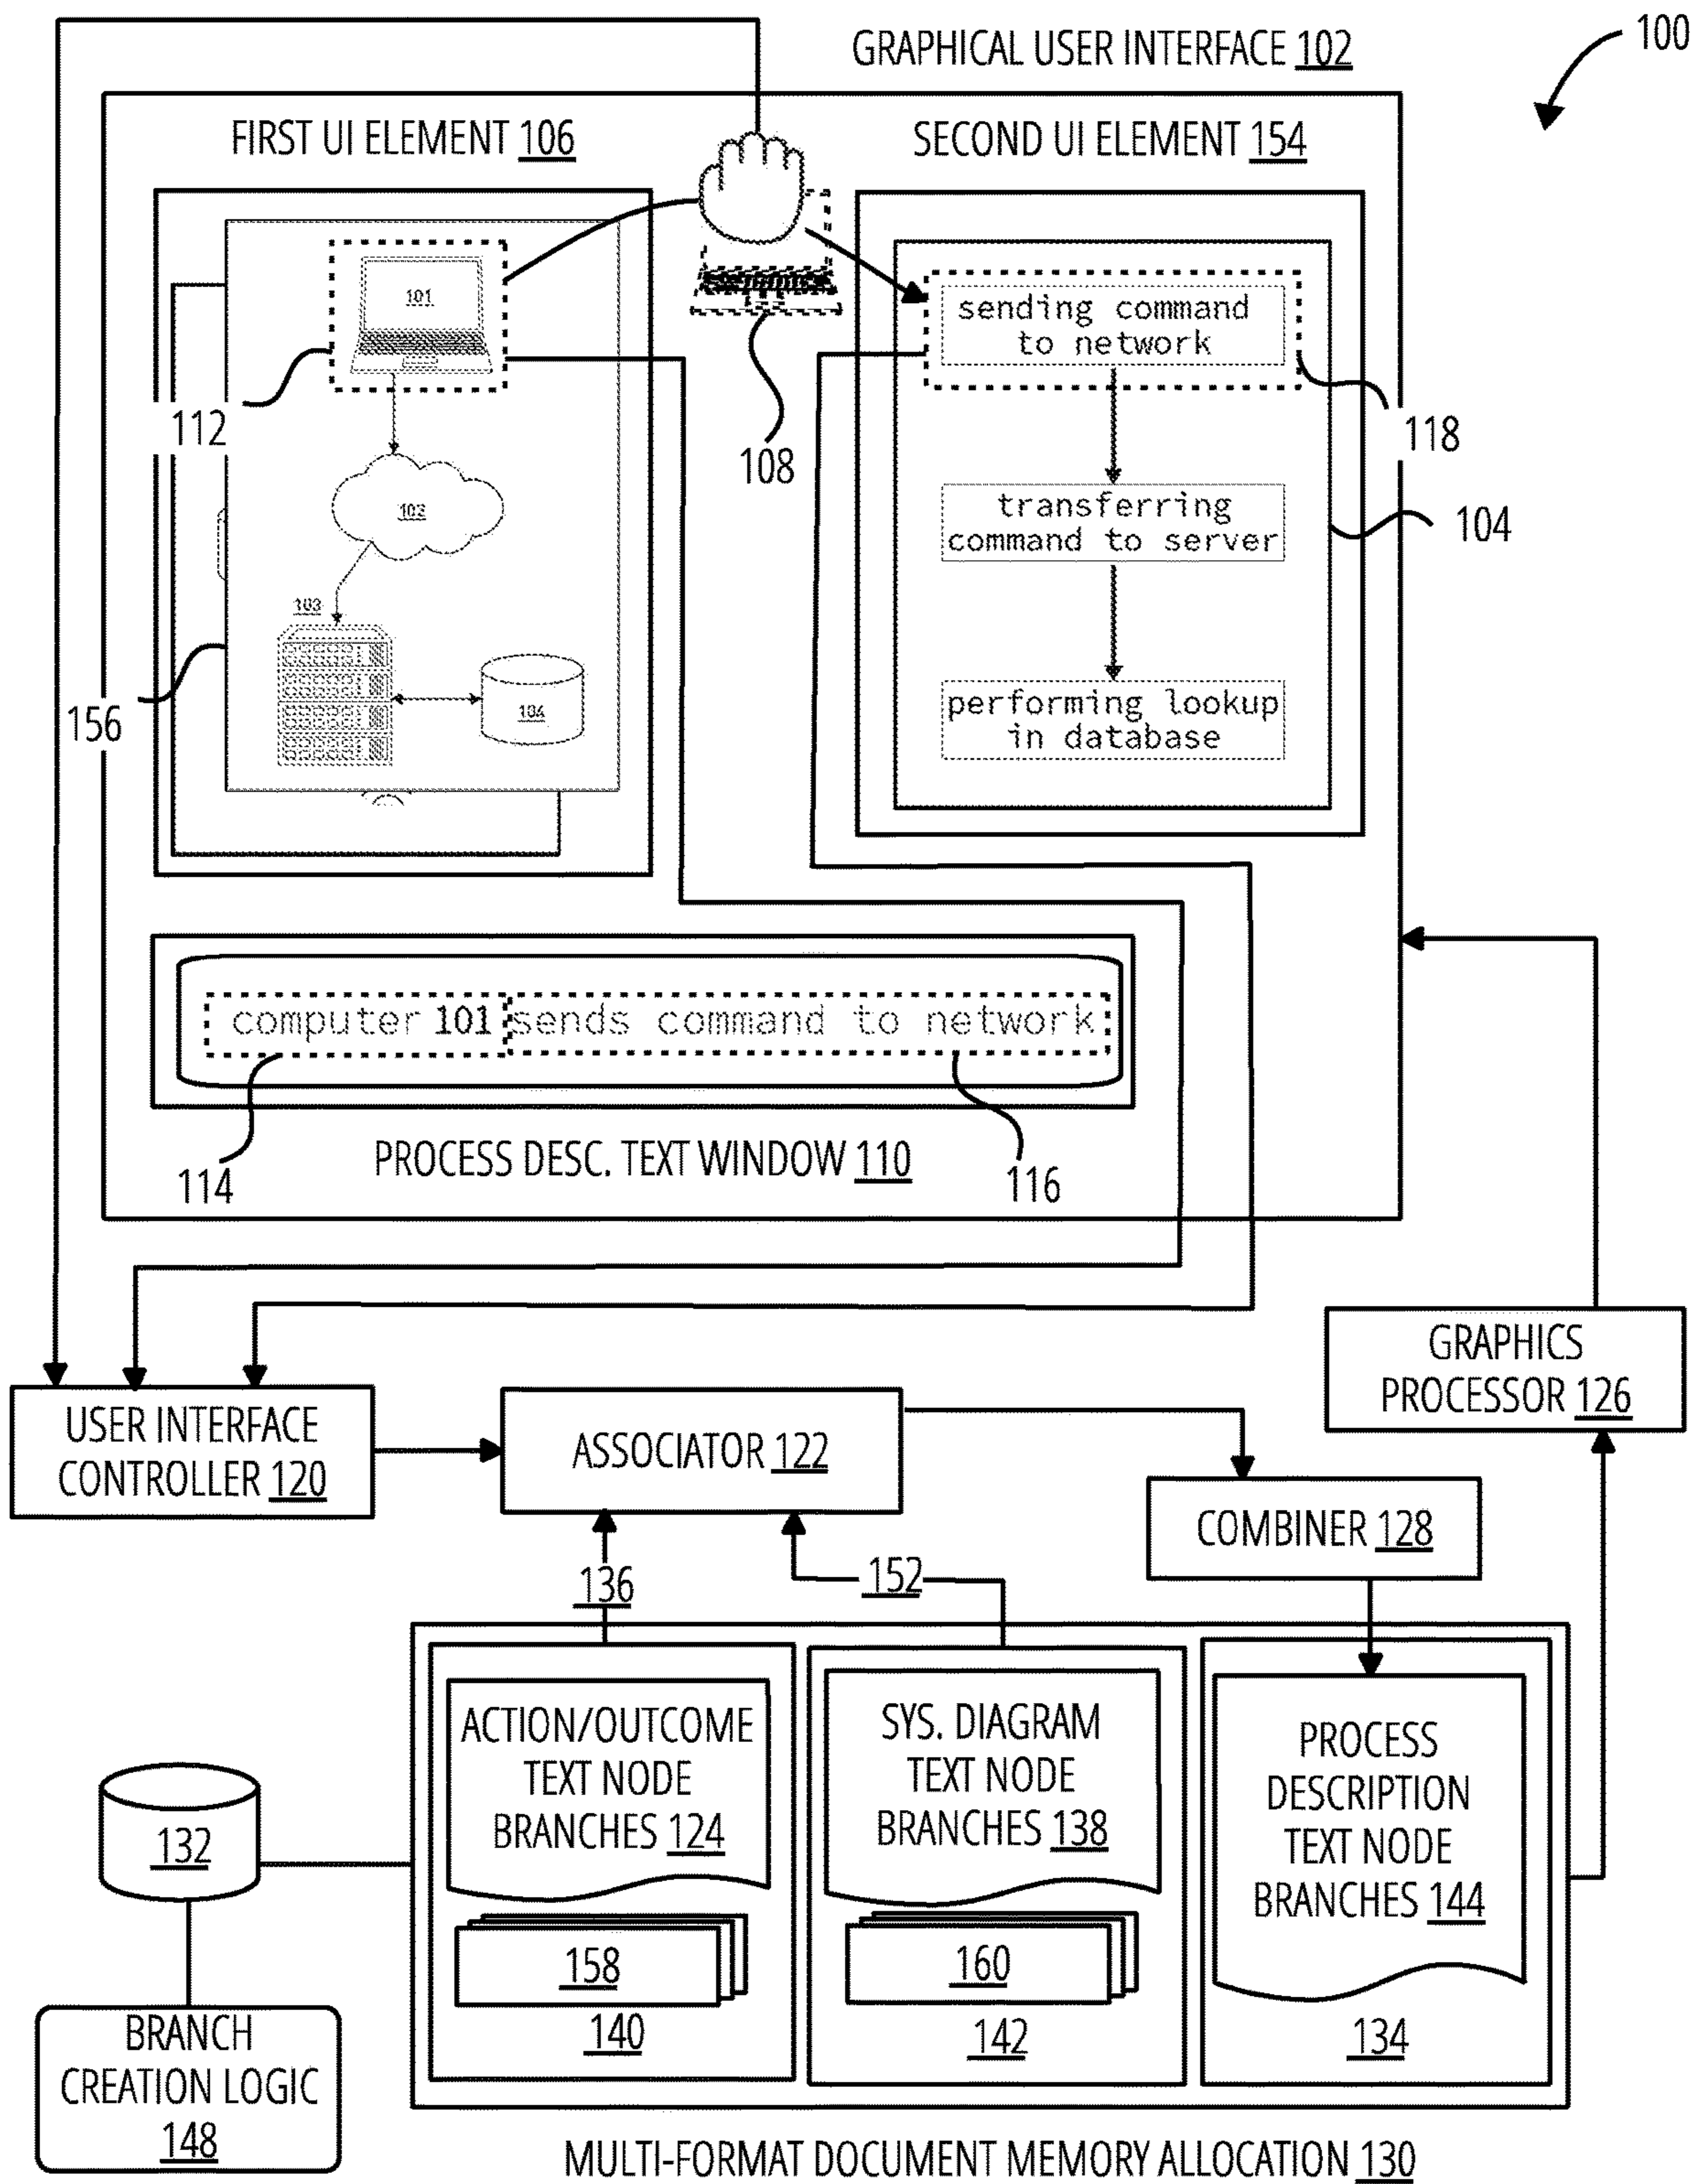 100
GRAPHICAL USER INTERFACE 102
FIRST UI ELEMENT 106
SECOND UI ELEMENT 154
101
sending command
to network
112
108
118
102
transferring
command to server
104
103
156
104
performing lookup
in database
computer 101 sends command to network
114
PROCESS DESC. TEXT WINDOW 110
116
GRAPHICS
PROCESSOR 126
USER INTERFACE
CONTROLLER 120
ASSOCIATOR 122
COMBINER 128
136
152
ACTION/OUTCOME
TEXT NODE
BRANCHES 124
SYS. DIAGRAM
TEXT NODE
BRANCHES 138
PROCESS
DESCRIPTION
TEXT NODE
BRANCHES 144
132
158
160
140
142
134
BRANCH
CREATION LOGIC
148
MULTI-FORMAT DOCUMENT MEMORY ALLOCATION 130